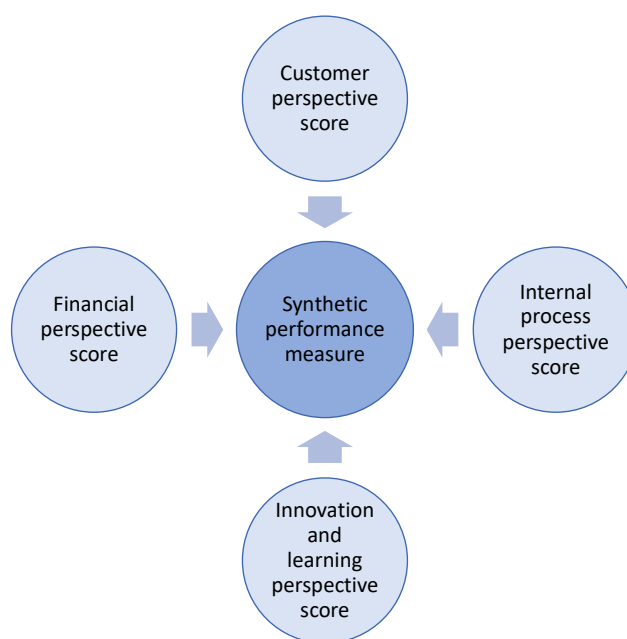 Customer
perspective
score
Financial
perspective
score
Synthetic
performance
measure
Internal
process
perspective
score
Innovation
and
learning
perspective
score